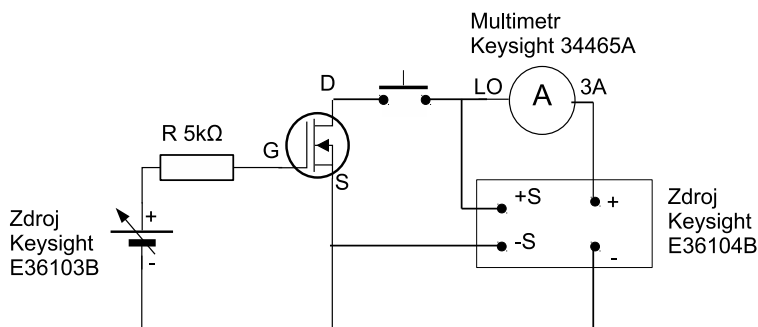 Multimetr
Keysight 34465A
D
LO
A
3A
R 5kΩ
G
S
+S
-S
+
-
Zdroj
Keysight
E36104B
Zdroj
Keysight
E36103B
+
-